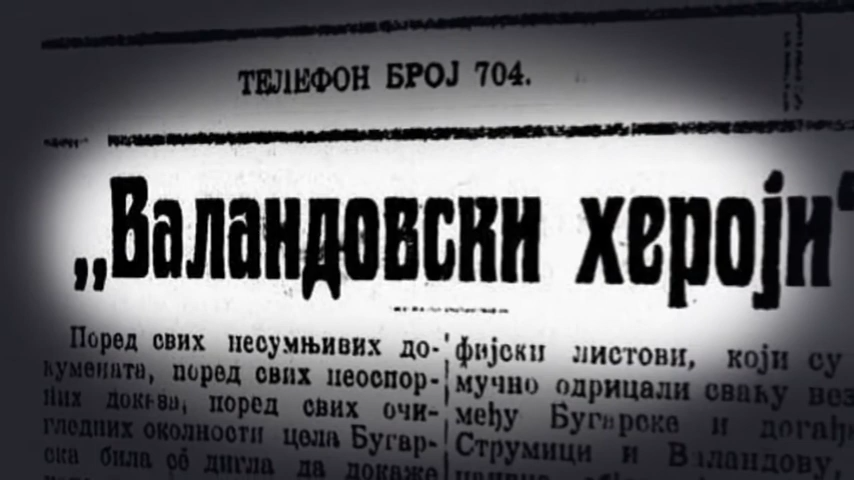 ТЕЛЕФОН БРОЈ 704.
„Валандовски хероји“
Поред свих несумњивих до-
кумената, поред свих неоспор-
них доказа, поред свих очи-
гледних околности цела Бугар-
ска била се дигла да докаже
фијски листови, који су
мучно одрицали сваку вез
међу Бугарске и догађ
Струмици и Валандову,